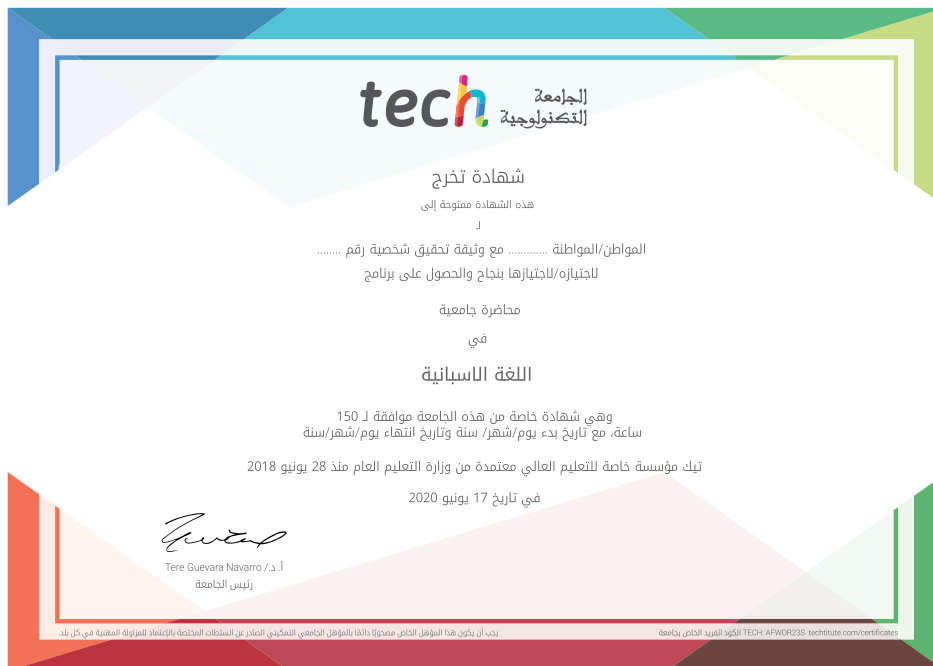 tech الجامعة
التكنولوجية
شهادة تخرج
هذه الشهادة ممنوحة إلى
لـ
المواطن/المواطنة ............. مع وثيقة تحقيق شخصية رقم ........
لاجتيازه/لاجتيازها بنجاح والحصول على برنامج
محاضرة جامعية
في
اللغة الاسبانية
وهي شهادة خاصة من هذه الجامعة موافقة لـ 150
ساعة، مع تاريخ بدء يوم/شهر/ سنة وتاريخ انتهاء يوم/شهر/سنة
تيك مؤسسة خاصة للتعليم العالي معتمدة من وزارة التعليم العام منذ 28 يونيو 2018
في تاريخ 17 يونيو 2020
أ. د./ Tere Guevara Navarro
رئيس الجامعة
يجب أن يكون هذا المؤهل الخاص مصحوبًا دائمًا بالمؤهل الجامعي التمكيني الصادر عن السلطات المختصة بالإعتماد للمزاولة المهنية في كل بلد.
الكود الفريد الخاص بجامعة TECH: AFWOR23S techtitute.com/certificates